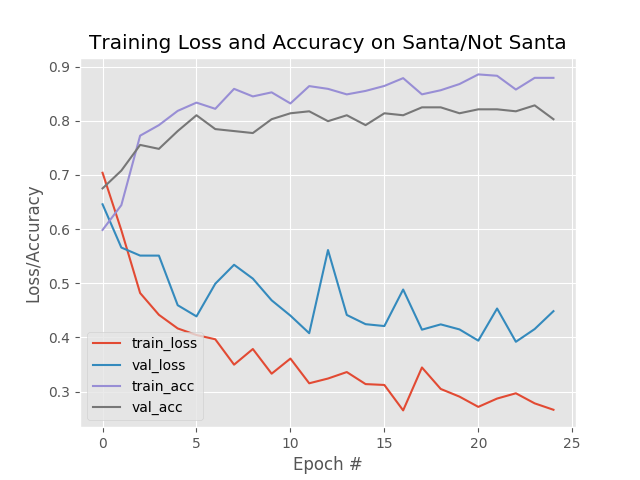 Training Loss and Accuracy on Santa/Not Santa
0.9
0.8
0.7
0.6
0.5
0.4
0.3
Loss/Accuracy
train_loss
val_loss
train_acc
val_acc
0 5 10 15 20 25
Epoch #